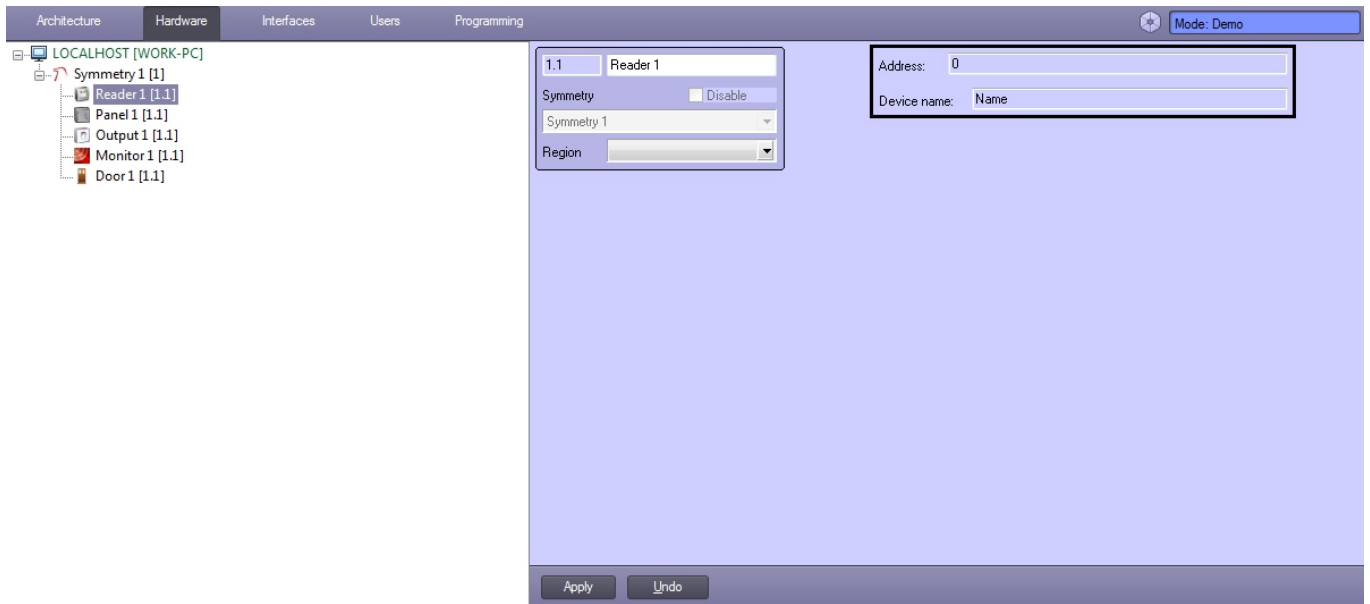 Architecture Hardware Interfaces Users Programming Mode: Demo
LOCALHOST [WORK-PC]
Symmetry 1 [1]
Reader 1 [1.1]
Panel 1 [1.1]
Output 1 [1.1]
Monitor 1 [1.1]
Door 1 [1.1]
1.1 Reader 1
Symmetry Disable
Symmetry 1
Region
Address: 0
Device name: Name
Apply Undo